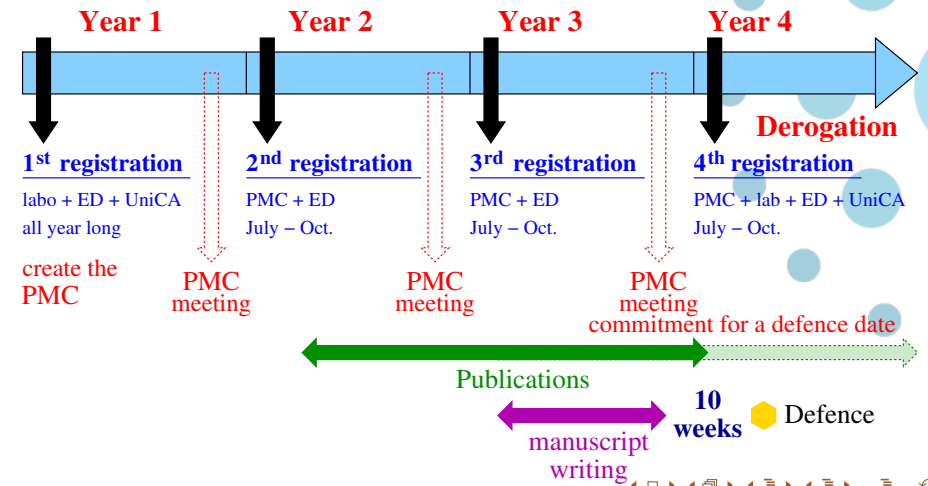 Year 1
Year 2
Year 3
Year 4
Derogation
1st registration
labo + ED + UniCA
all year long
create the
PMC
2nd registration
PMC + ED
July − Oct.
3rd registration
PMC + ED
July − Oct.
4th registration
PMC + lab + ED + UniCA
July − Oct.
PMC
meeting
PMC
meeting
PMC
meeting
commitment for a defence date
Publications
manuscript
writing
10
weeks
Defence